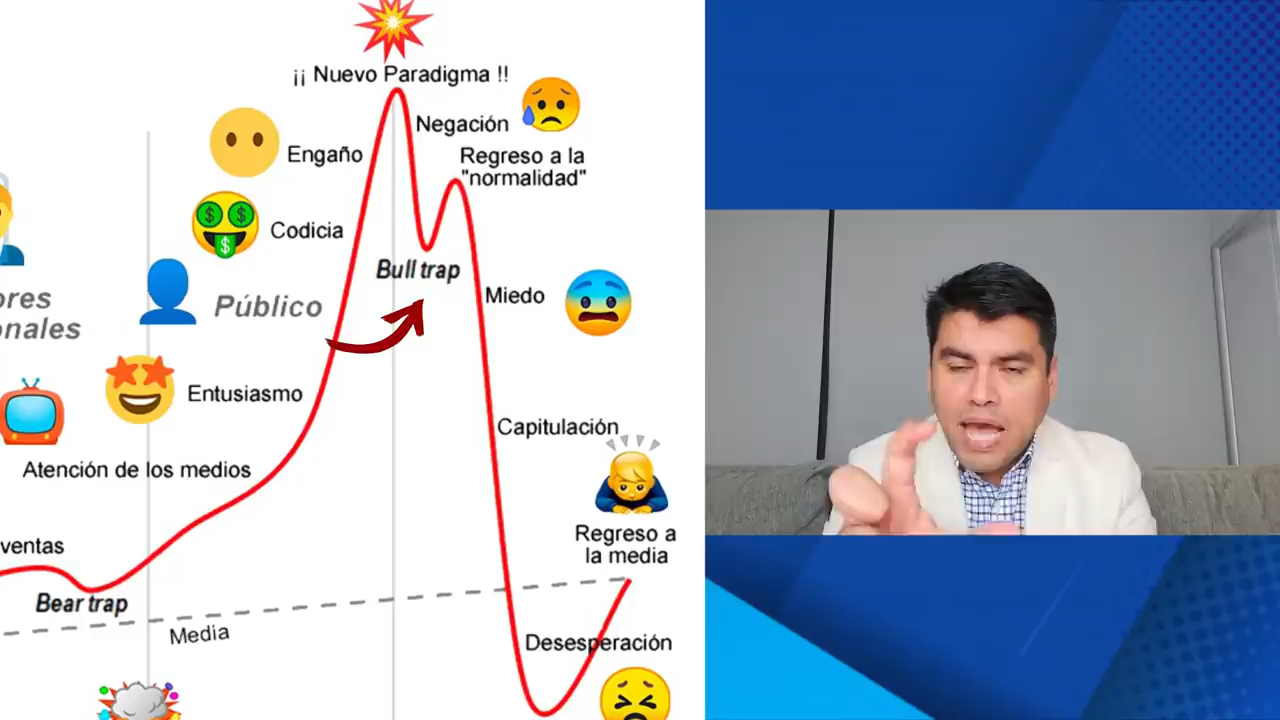 ¡¡ Nuevo Paradigma !!
Negación
Engaño
Regreso a la
"normalidad"
Codicia
Bull trap
Miedo
ores
onales
Público
Entusiasmo
Capitulación
Atención de los medios
Regreso a
la media
ventas
Bear trap
Media
Desesperación